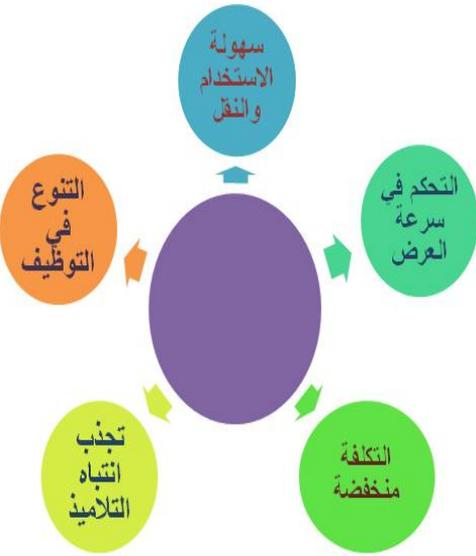 سهولة
الاستخدام
والنقل
التحكم في
سرعة
العرض
التكلفة
منخفضة
تجذب
انتباه
التلاميذ
التنوع
في
التوظيف